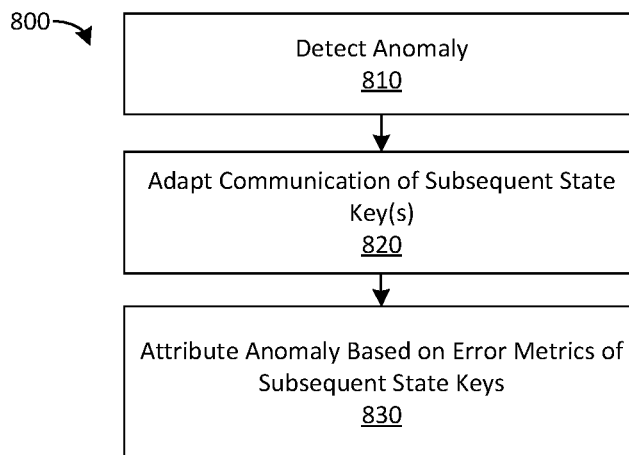 800
Detect Anomaly
810
Adapt Communication of Subsequent State
Key(s)
820
Attribute Anomaly Based on Error Metrics of
Subsequent State Keys
830